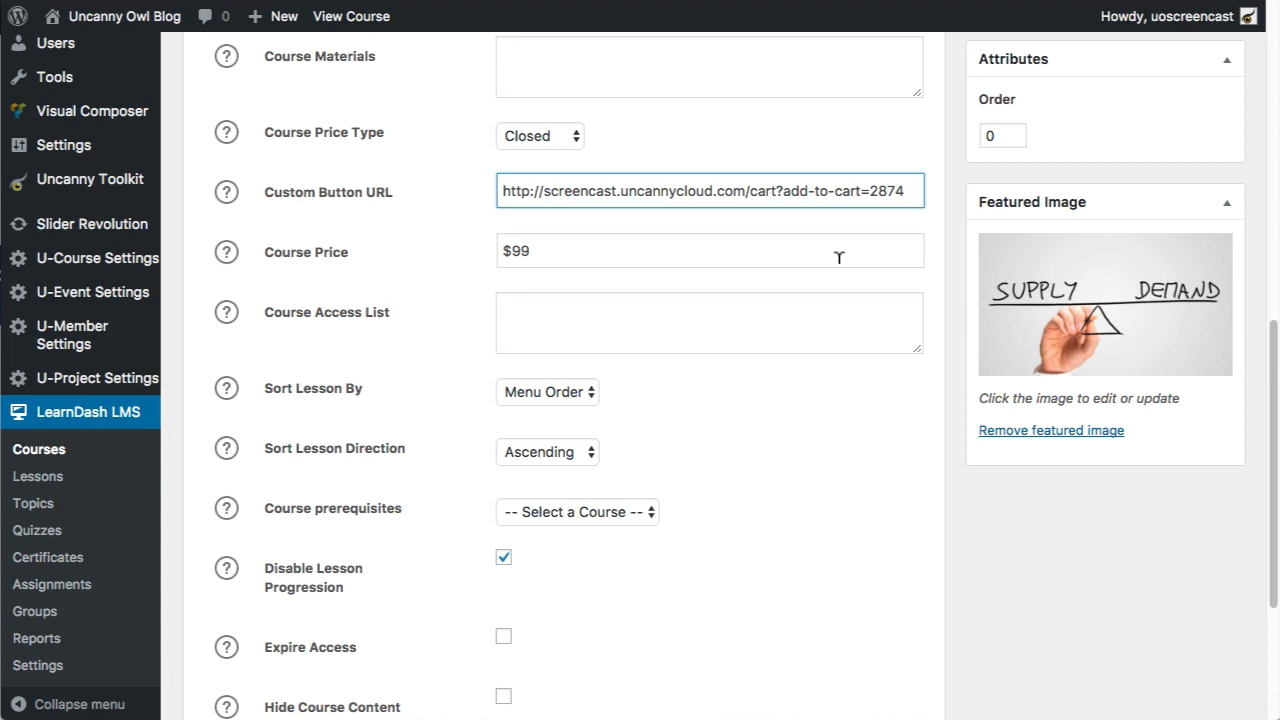 Uncanny Owl Blog 0 New View Course Howdy, uoscreencast
Users
Tools
Visual Composer
Settings
Uncanny Toolkit
Slider Revolution
U-Course Settings
U-Event Settings
U-Member
Settings
U-Project Settings
LearnDash LMS
Courses
Lessons
Topics
Quizzes
Certificates
Assignments
Groups
Reports
Settings
Collapse menu
? Course Materials
? Course Price Type Closed
? Custom Button URL http://screencast.uncannycloud.com/cart?add-to-cart=2874
? Course Price $99
? Course Access List
? Sort Lesson By Menu Order
? Sort Lesson Direction Ascending
? Course prerequisites -- Select a Course --
? Disable Lesson
Progression
? Expire Access
? Hide Course Content
Attributes
Order
0
Featured Image
SUPPLY DEMAND
Click the image to edit or update
Remove featured image